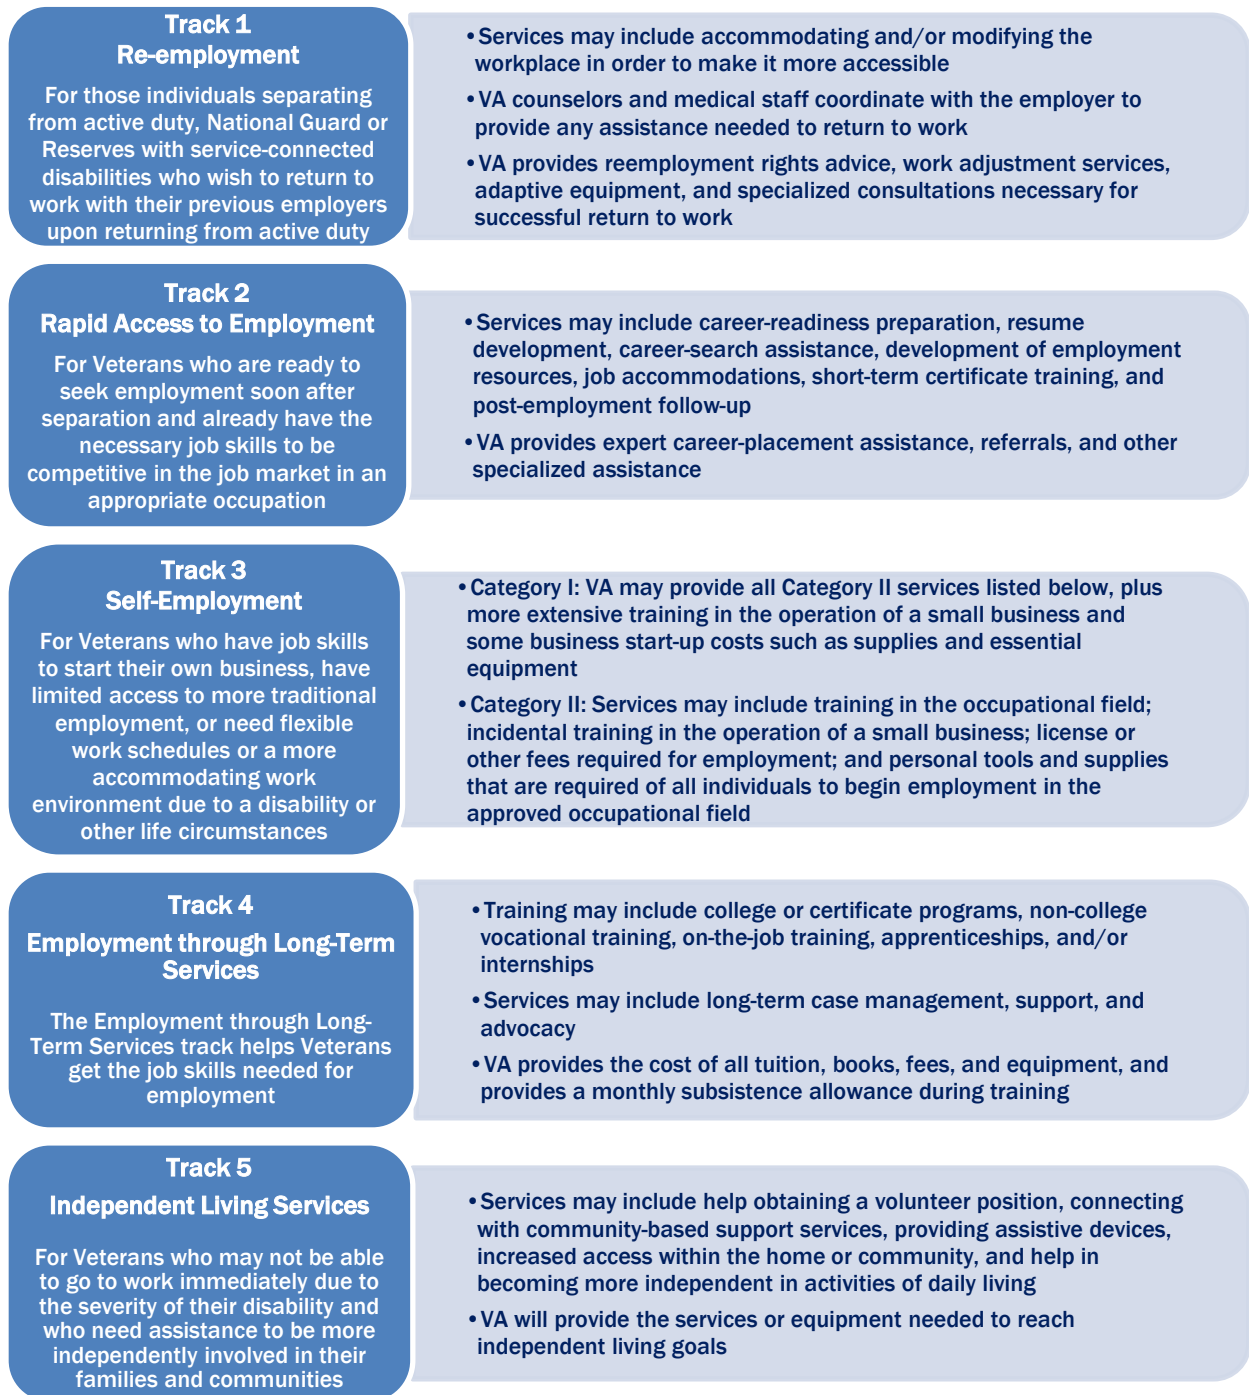 Track 1
Re-employment
For those individuals separating
from active duty, National Guard or
Reserves with service-connected
disabilities who wish to return to
work with their previous employers
upon returning from active duty
•Services may include accommodating and/or modifying the
workplace in order to make it more accessible
•VA counselors and medical staff coordinate with the employer to
provide any assistance needed to return to work
•VA provides reemployment rights advice, work adjustment services,
adaptive equipment, and specialized consultations necessary for
successful return to work
Track 2
Rapid Access to Employment
For Veterans who are ready to
seek employment soon after
separation and already have the
necessary job skills to be
competitive in the job market in an
appropriate occupation
•Services may include career-readiness preparation, resume
development, career-search assistance, development of employment
resources, job accommodations, short-term certificate training, and
post-employment follow-up
•VA provides expert career-placement assistance, referrals, and other
specialized assistance
Track 3
Self-Employment
For Veterans who have job skills
to start their own business, have
limited access to more traditional
employment, or need flexible
work schedules or a more
accommodating work
environment due to a disability or
other life circumstances
•Category I: VA may provide all Category II services listed below, plus
more extensive training in the operation of a small business and
some business start-up costs such as supplies and essential
equipment
•Category II: Services may include training in the occupational field;
incidental training in the operation of a small business; license or
other fees required for employment; and personal tools and supplies
that are required of all individuals to begin employment in the
approved occupational field
Track 4
Employment through Long-Term
Services
The Employment through Long-
Term Services track helps Veterans
get the job skills needed for
employment
•Training may include college or certificate programs, non-college
vocational training, on-the-job training, apprenticeships, and/or
internships
•Services may include long-term case management, support, and
advocacy
•VA provides the cost of all tuition, books, fees, and equipment, and
provides a monthly subsistence allowance during training
Track 5
Independent Living Services
For Veterans who may not be able
to go to work immediately due to
the severity of their disability and
who need assistance to be more
independently involved in their
families and communities
•Services may include help obtaining a volunteer position, connecting
with community-based support services, providing assistive devices,
increased access within the home or community, and help in
becoming more independent in activities of daily living
•VA will provide the services or equipment needed to reach
independent living goals